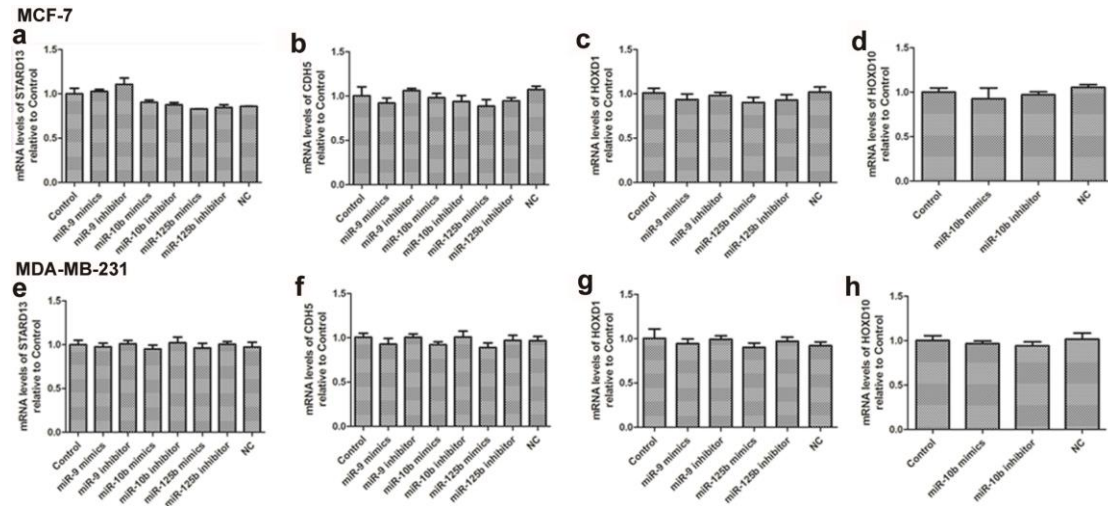 MCF-7
a
mRNA levels of STARD13
relative to Control
1.5
1.0
0.5
0.0
Control
miR-9 mimics
miR-9 inhibitor
miR-10b mimics
miR-10b inhibitor
miR-125b mimics
miR-125b inhibitor
NC
b
mRNA levels of CDH5
relative to Control
1.5
1.0
0.5
0.0
Control
miR-9 mimics
miR-9 inhibitor
miR-10b mimics
miR-10b inhibitor
miR-125b mimics
miR-125b inhibitor
NC
c
mRNA levels of HOXD1
relative to Control
1.5
1.0
0.5
0.0
Control
miR-9 mimics
miR-9 inhibitor
miR-125b mimics
miR-125b inhibitor
NC
d
mRNA levels of HOXD10
relative to Control
1.5
1.0
0.5
0.0
Control
miR-10b mimics
miR-10b inhibitor
NC
MDA-MB-231
e
mRNA levels of STARD13
relative to Control
1.5
1.0
0.5
0.0
Control
miR-9 mimics
miR-9 inhibitor
miR-10b mimics
miR-10b inhibitor
miR-125b mimics
miR-125b inhibitor
NC
f
mRNA levels of CDH5
relative to Control
1.5
1.0
0.5
0.0
Control
miR-9 mimics
miR-9 inhibitor
miR-10b mimics
miR-10b inhibitor
miR-125b mimics
miR-125b inhibitor
NC
g
mRNA levels of HOXD1
relative to Control
1.5
1.0
0.5
0.0
Control
miR-9 mimics
miR-9 inhibitor
miR-125b mimics
miR-125b inhibitor
NC
h
mRNA levels of HOXD10
relative to Control
1.5
1.0
0.5
0.0
Control
miR-10b mimics
miR-10b inhibitor
NC